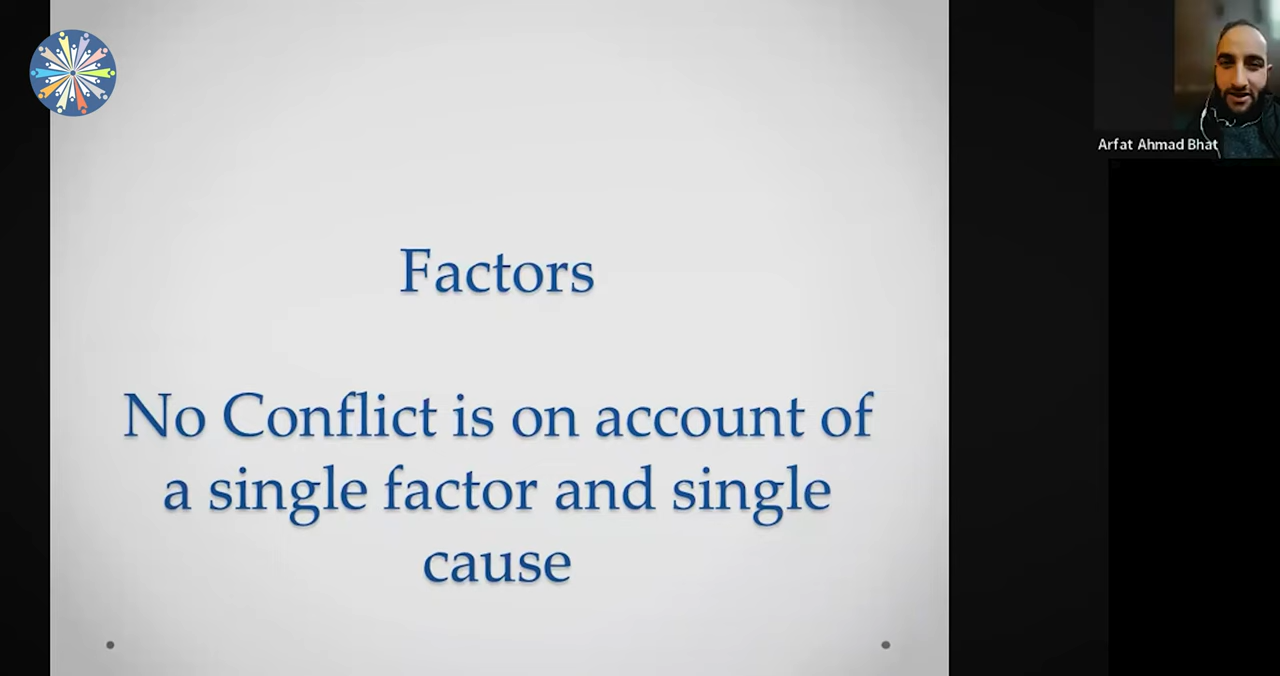 Factors
No Conflict is on account of
a single factor and single
cause
Arfat Ahmad Bhat